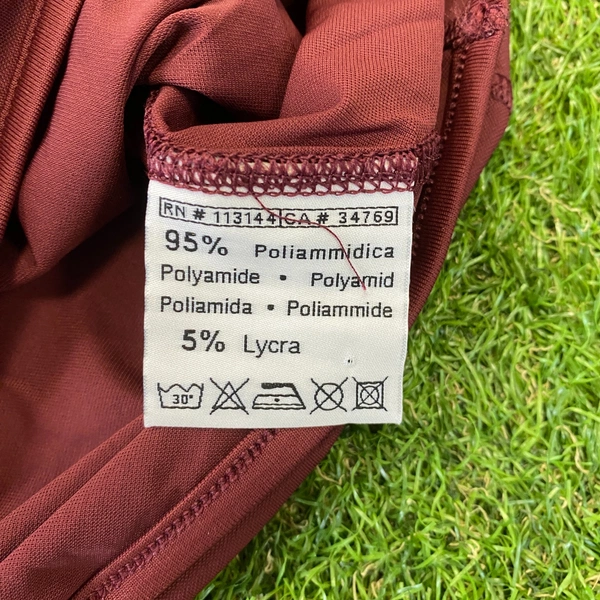 RN # 113144 CA # 34769
95% Poliammidica
Polyamide • Polyamid
Poliamida • Poliammide
5% Lycra
30°